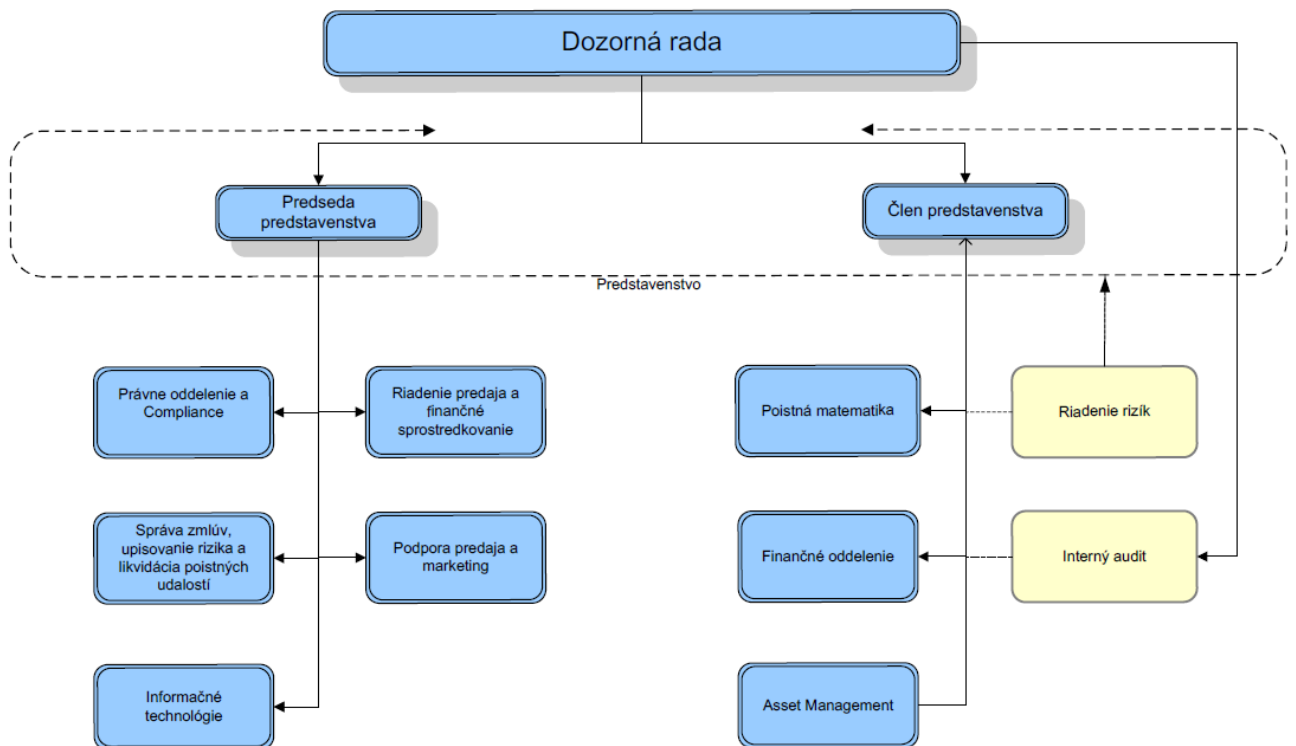 Dozorná rada
Predseda
predstavenstva
Člen predstavenstva
Predstavenstvo
Právne oddelenie a
Compliance
Riadenie predaja a
finančné
sprostredkovanie
Poistná matematika
Riadenie rizík
Správa zmlúv,
upisovanie rizika a
likvidácia poistných
udalostí
Podpora predaja a
marketing
Finančné oddelenie
Interný audit
Informačné
technológie
Asset Management